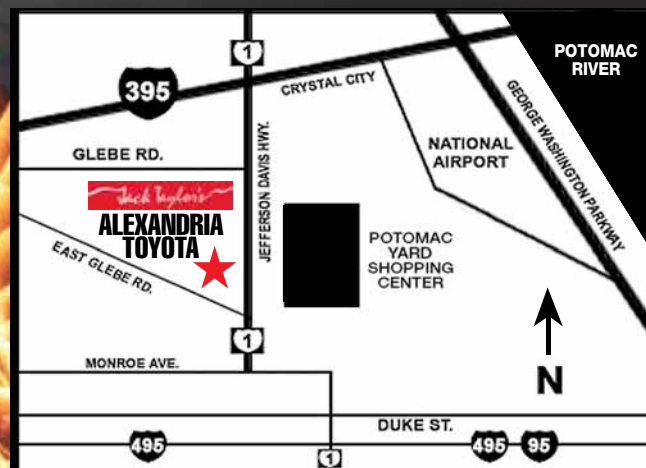 1
POTOMAC
RIVER
395
CRYSTAL CITY
GEORGE WASHINGTON PARKWAY
GLEBE RD.
NATIONAL
AIRPORT
JEFFERSON DAVIS HWY.
Jack Taylor's
ALEXANDRIA
TOYOTA
EAST GLEBE RD.
POTOMAC
YARD
SHOPPING
CENTER
1
MONROE AVE.
N
DUKE ST.
495
1
495
95